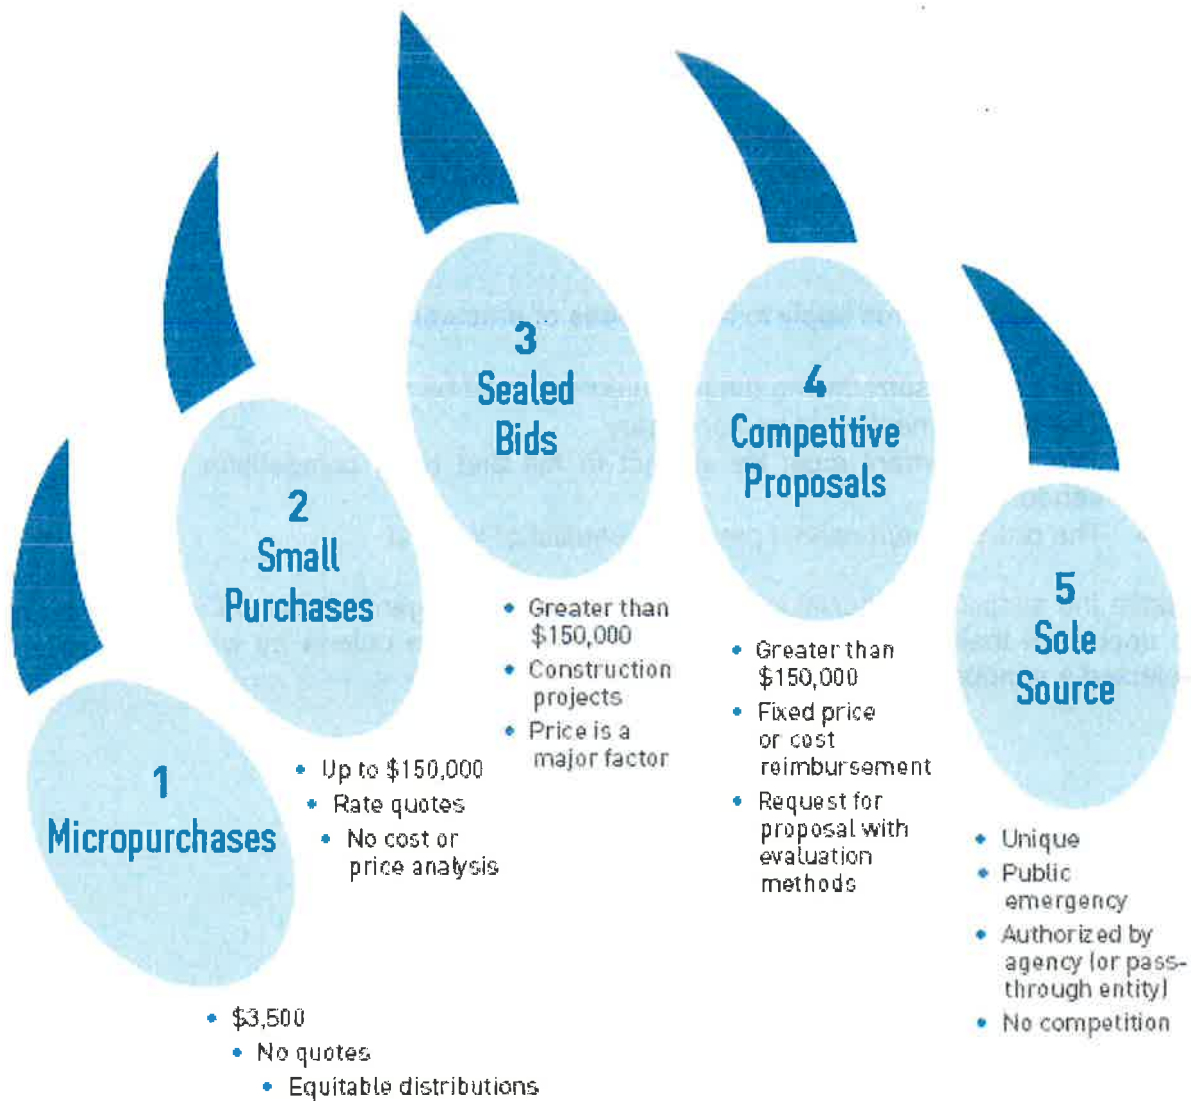 1
Micropurchases
• $3,500
• No quotes
• Equitable distributions
2
Small
Purchases
• Up to $150,000
• Rate quotes
• No cost or
price analysis
3
Sealed
Bids
• Greater than
$150,000
• Construction
projects
• Price is a
major factor
4
Competitive
Proposals
• Greater than
$150,000
• Fixed price
or cost
reimbursement
• Request for
proposal with
evaluation
methods
5
Sole
Source
• Unique
• Public
emergency
• Authorized by
agency (or pass-
through entity)
• No competition